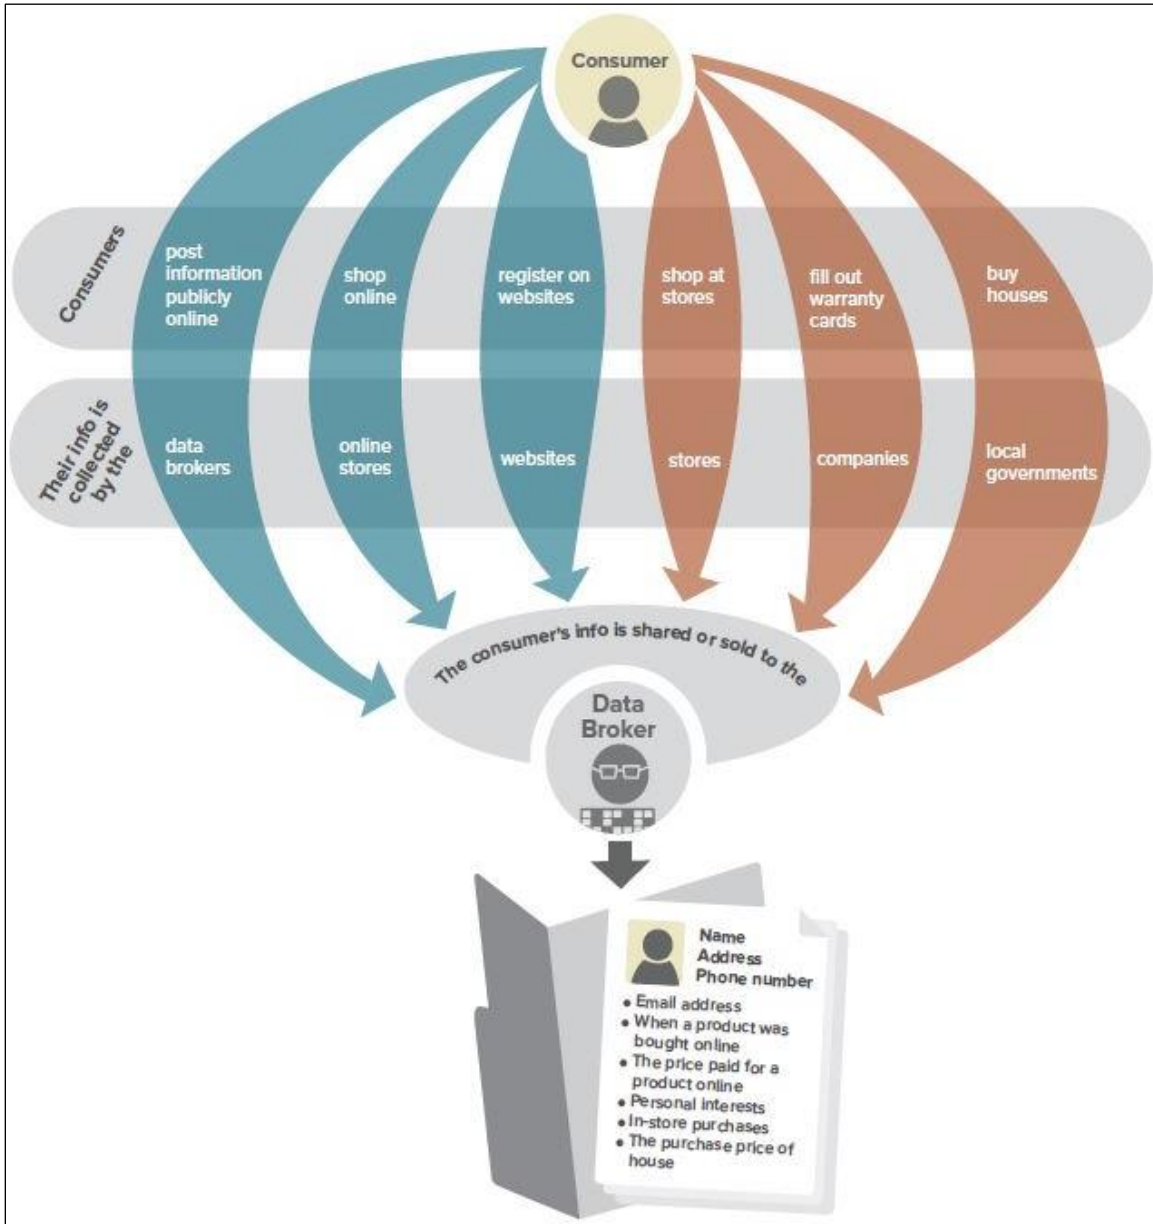 Consumer
Consumers
post
information
publicly
online
shop
online
register on
websites
shop at
stores
fill out
warranty
cards
buy
houses
Their info is
collected
by the
data
brokers
online
stores
websites
stores
companies
local
governments
The consumer's info is shared or sold to the
Data
Broker
Name
Address
Phone number
• Email address
• When a product was
bought online
• The price paid for a
product online
• Personal interests
• In-store purchases
• The purchase price of
house